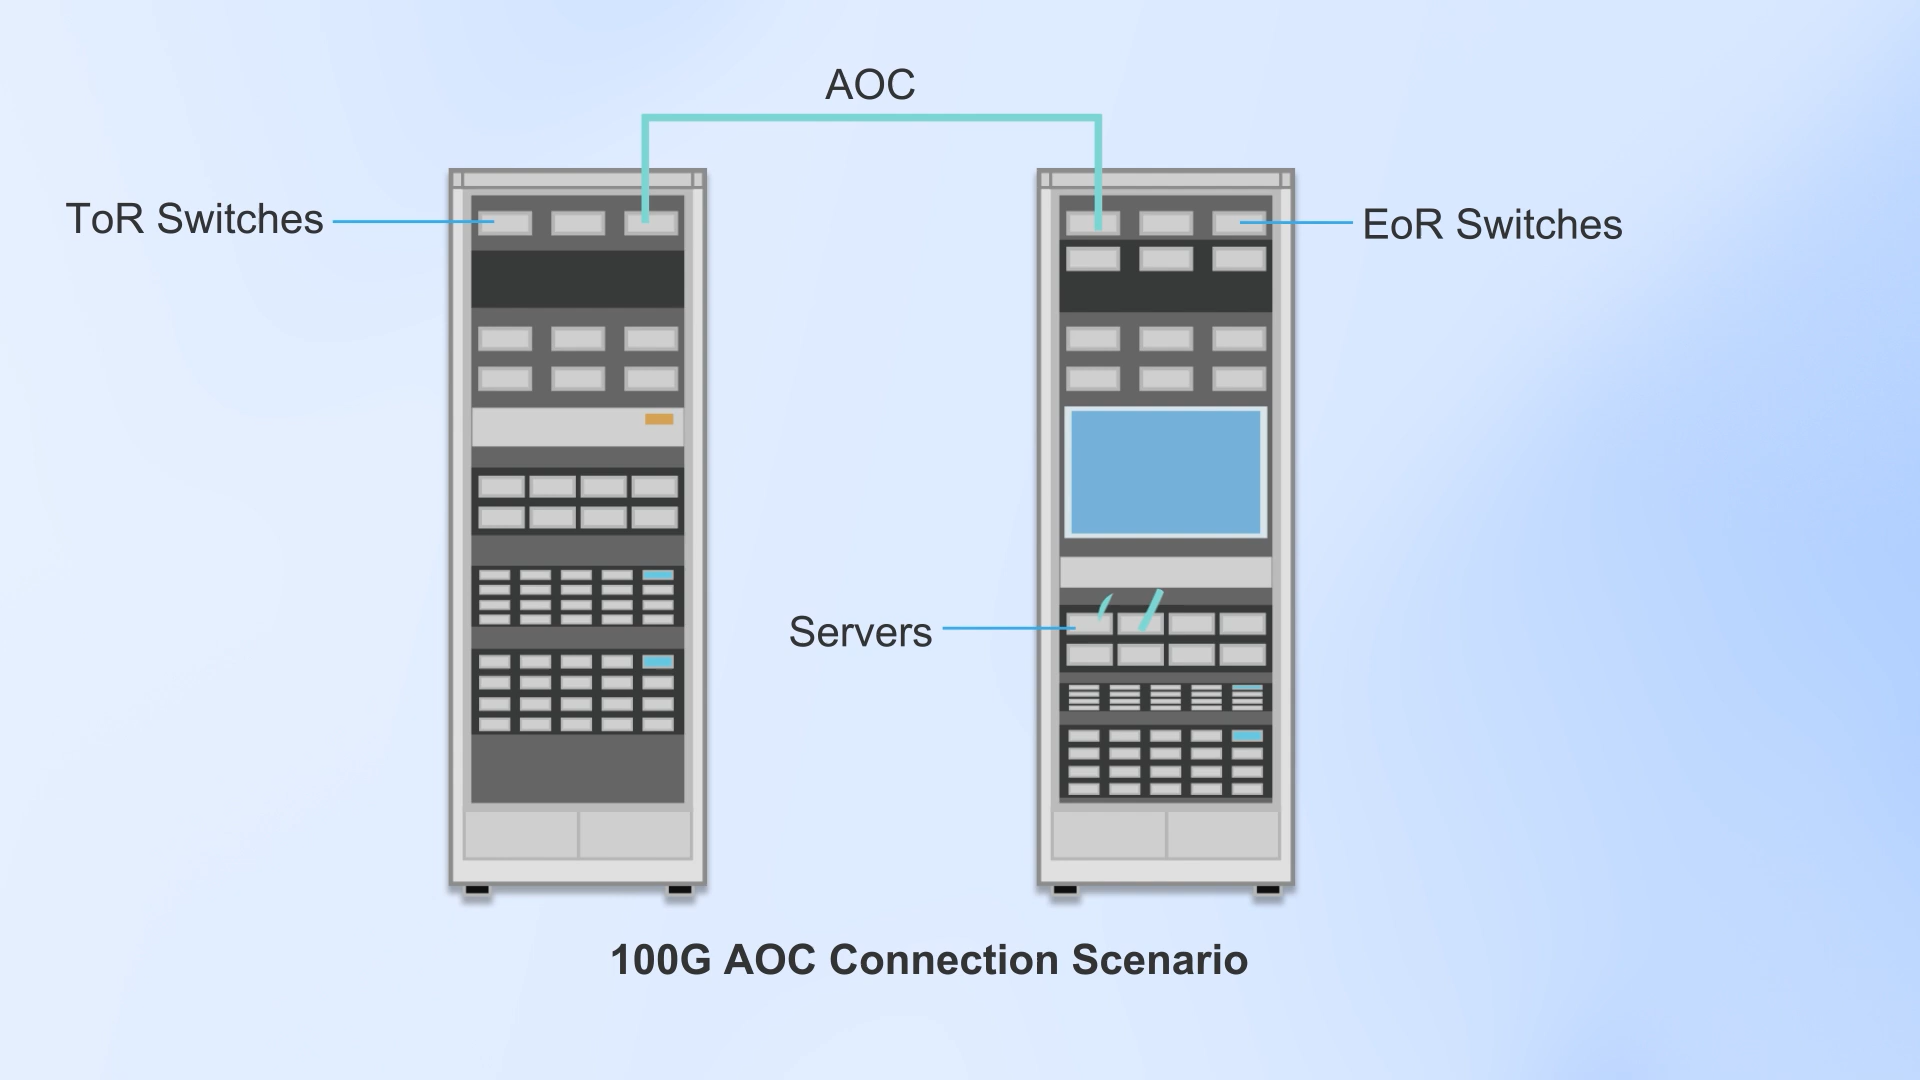 AOC
ToR Switches
EoR Switches
Servers
100G AOC Connection Scenario